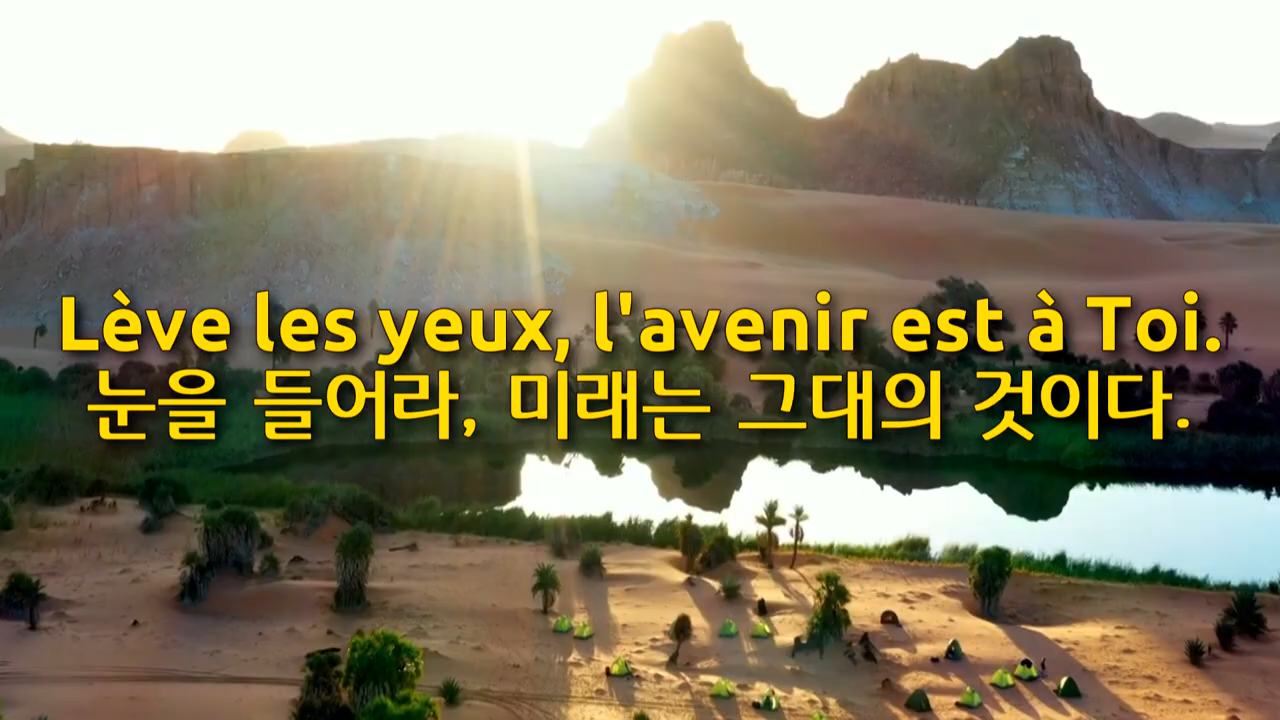 Lève les yeux, l'avenir est à Toi.
눈을 들어라, 미래는 그대의 것이다.